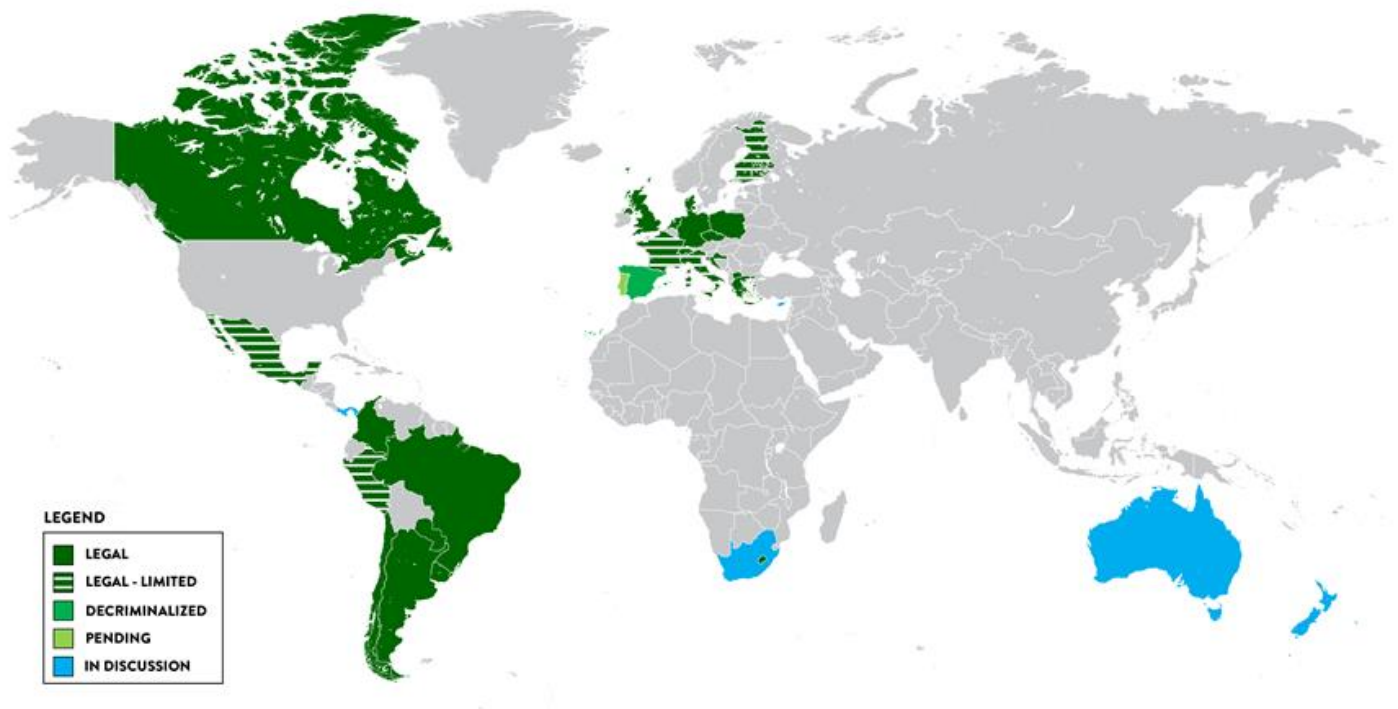 LEGEND
LEGAL
LEGAL - LIMITED
DECRIMINALIZED
PENDING
IN DISCUSSION